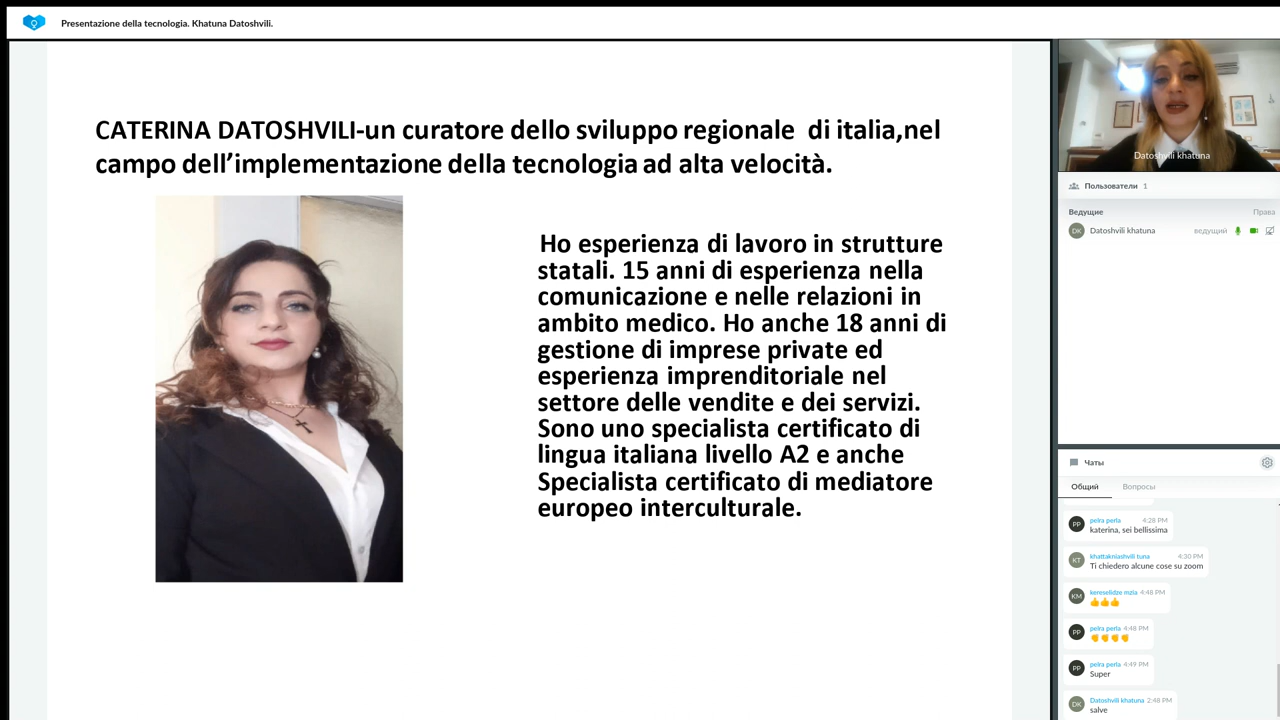 Presentazione della tecnologia. Khatuna Datoshvili.
CATERINA DATOSHVILI-un curatore dello sviluppo regionale di italia,nel
campo dell’implementazione della tecnologia ad alta velocità.
Ho esperienza di lavoro in strutture
statali. 15 anni di esperienza nella
comunicazione e nelle relazioni in
ambito medico. Ho anche 18 anni di
gestione di imprese private ed
esperienza imprenditoriale nel
settore delle vendite e dei servizi.
Sono uno specialista certificato di
lingua italiana livello A2 e anche
Specialista certificato di mediatore
europeo interculturale.
Datoshvili khatuna
Пользователи 1
Ведущие Права
DK Datoshvili khatuna ведущий
Чаты
Общий Вопросы
PP pelra perla 4:28 PM
katerina, sei bellissima
KT khattakniashvili tuna 4:30 PM
Ti chiedero alcune cose su zoom
KM kereselidze mzia 4:48 PM
👍👍👍
PP pelra perla 4:48 PM
PP pelra perla 4:49 PM
Super
DK Datoshvili khatuna 2:48 PM
salve